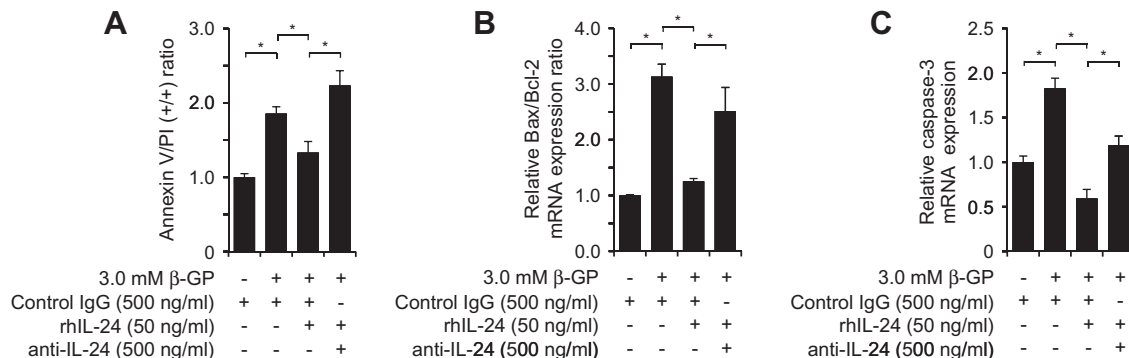 A
Annexin V/PI (+/+) ratio
3.0
2.0
1.0
0
* * *
3.0 mM β-GP - + + +
Control IgG (500 ng/ml) + + + -
rhIL-24 (50 ng/ml) - - + +
anti-IL-24 (500 ng/ml) - - - +
B
Relative Bax/Bcl-2
mRNA expression ratio
4.0
3.0
2.0
1.0
0.0
* * *
3.0 mM β-GP - + + +
Control IgG (500 ng/ml) + + + -
rhIL-24 (50 ng/ml) - - + +
anti-IL-24 (500 ng/ml) - - - +
C
Relative caspase-3
mRNA expression
2.5
2.0
1.5
1.0
0.5
0
* * *
3.0 mM β-GP - + + +
Control IgG (500 ng/ml) + + + -
rhIL-24 (50 ng/ml) - - + +
anti-IL-24 (500 ng/ml) - - - +